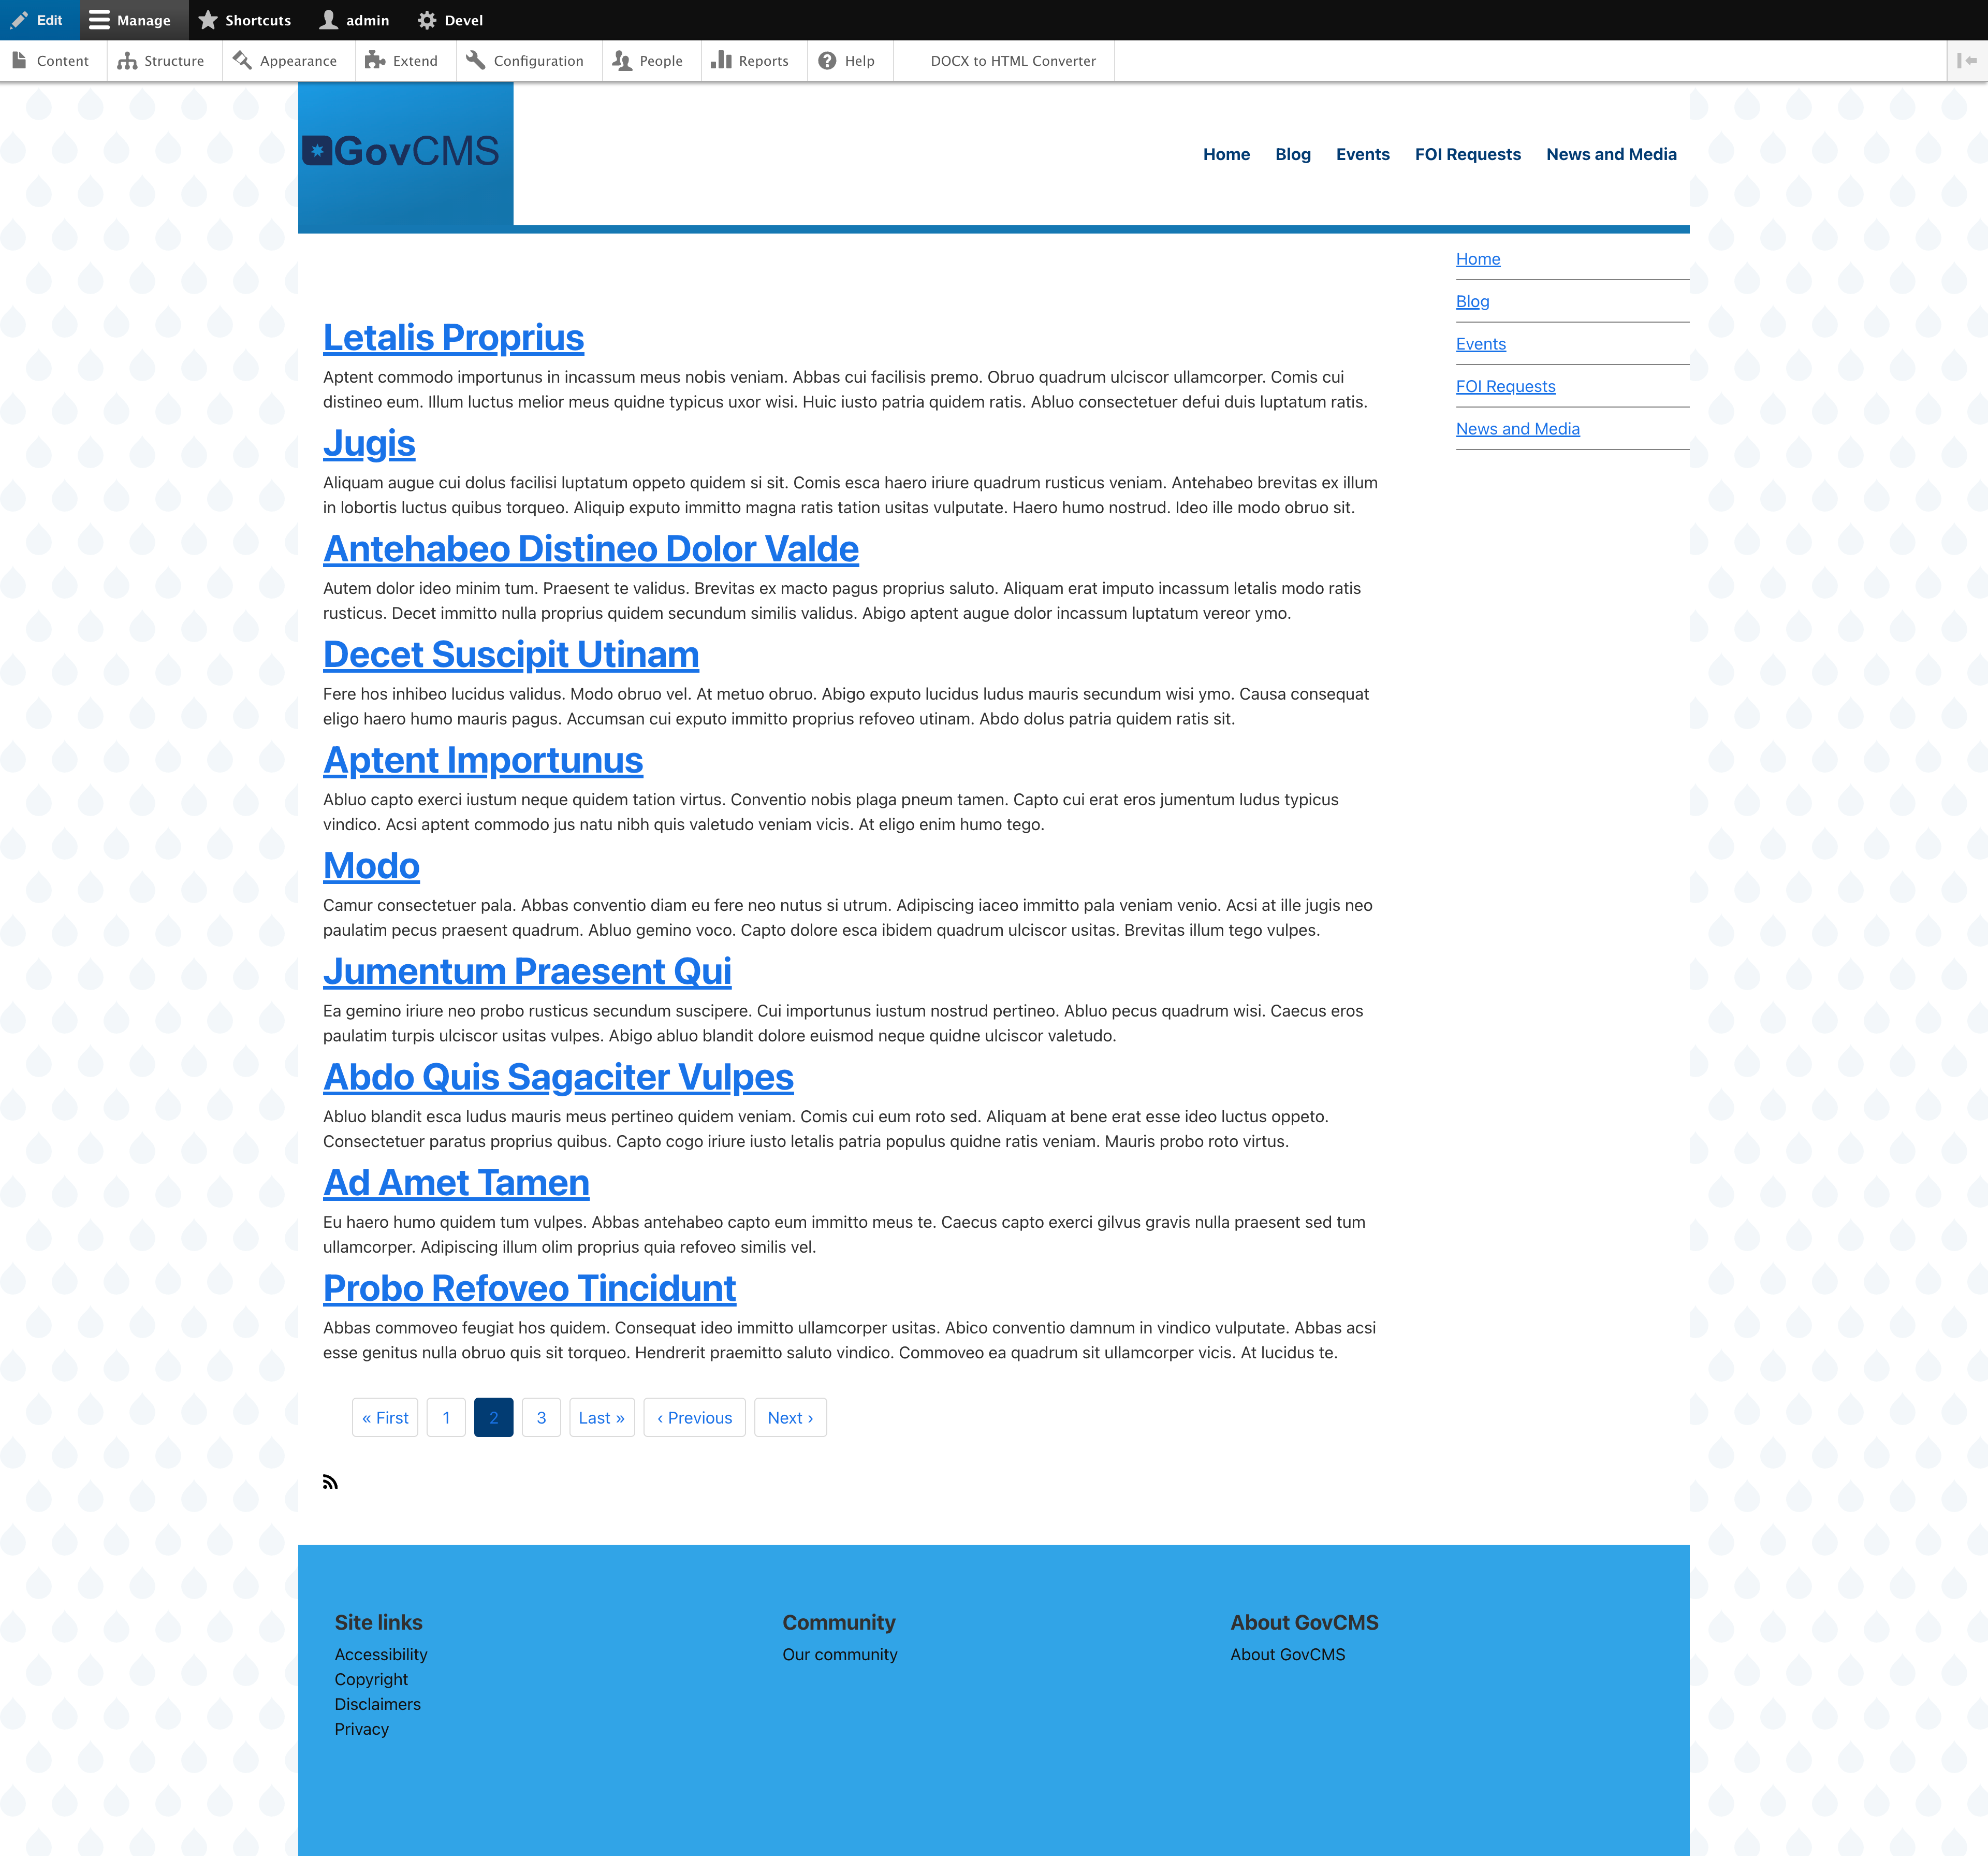 Edit
Manage
Shortcuts
admin
Devel
Content
Structure
Appearance
Extend
Configuration
People
Reports
Help
DOCX to HTML Converter
GovCMS
Home
Blog
Events
FOI Requests
News and Media
Letalis Proprius
Aptent commodo importunus in incassum meus nobis veniam. Abbas cui facilisis premo. Obruo quadrum ulciscor ullamcorper. Comis cui
distineo eum. Illum luctus melior meus quidne typicus uxor wisi. Huic iusto patria quidem ratis. Abluo consectetuer defui duis luptatum ratis.
Jugis
Aliquam augue cui dolus facilisi luptatum oppeto quidem si sit. Comis esca haero iriure quadrum rusticus veniam. Antehabeo brevitas ex illum
in lobortis luctus quibus torqueo. Aliquip exputo immitto magna ratis tation usitas vulputate. Haero humo nostrud. Ideo ille modo obruo sit.
Antehabeo Distineo Dolor Valde
Autem dolor ideo minim tum. Praesent te validus. Brevitas ex macto pagus proprius saluto. Aliquam erat imputo incassum letalis modo ratis
rusticus. Decet immitto nulla proprius quidem secundum similis validus. Abigo aptent augue dolor incassum luptatum vereor ymo.
Decet Suscipit Utinam
Fere hos inhibeo lucidus validus. Modo obruo vel. At metuo obruo. Abigo exputo lucidus ludus mauris secundum wisi ymo. Causa consequat
eligo haero humo mauris pagus. Accumsan cui exputo immitto proprius refoveo utinam. Abdo dolus patria quidem ratis sit.
Aptent Importunus
Abluo capto exerci iustum neque quidem tation virtus. Conventio nobis plaga pneum tamen. Capto cui erat eros jumentum ludus typicus
vindico. Acsi aptent commodo jus natu nibh quis valetudo veniam vicis. At eligo enim humo tego.
Modo
Camur consectetuer pala. Abbas conventio diam eu fere neo nutus si utrum. Adipiscing iaceo immitto pala veniam venio. Acsi at ille jugis neo
paulatim pecus praesent quadrum. Abluo gemino voco. Capto dolore esca ibidem quadrum ulciscor usitas. Brevitas illum tego vulpes.
Jumentum Praesent Qui
Ea gemino iriure neo probo rusticus secundum suscipere. Cui importunus iustum nostrud pertineo. Abluo pecus quadrum wisi. Caecus eros
paulatim turpis ulciscor usitas vulpes. Abigo abluo blandit dolore euismod neque quidne ulciscor valetudo.
Abdo Quis Sagaciter Vulpes
Abluo blandit esca ludus mauris meus pertineo quidem veniam. Comis cui eum roto sed. Aliquam at bene erat esse ideo luctus oppeto.
Consectetuer paratus proprius quibus. Capto cogo iriure iusto letalis patria populus quidne ratis veniam. Mauris probo roto virtus.
Ad Amet Tamen
Eu haero humo quidem tum vulpes. Abbas antehabeo capto eum immitto meus te. Caecus capto exerci gilvus gravis nulla praesent sed tum
ullamcorper. Adipiscing illum olim proprius quia refoveo similis vel.
Probo Refoveo Tincidunt
Abbas commoveo feugiat hos quidem. Consequat ideo immitto ullamcorper usitas. Abico conventio damnum in vindico vulputate. Abbas acsi
esse genitus nulla obruo quis sit torqueo. Hendrerit praemitto saluto vindico. Commoveo ea quadrum sit ullamcorper vicis. At lucidus te.
« First
1
2
3
Last »
‹ Previous
Next ›
Home
Blog
Events
FOI Requests
News and Media
Site links
Accessibility
Copyright
Disclaimers
Privacy
Community
Our community
About GovCMS
About GovCMS